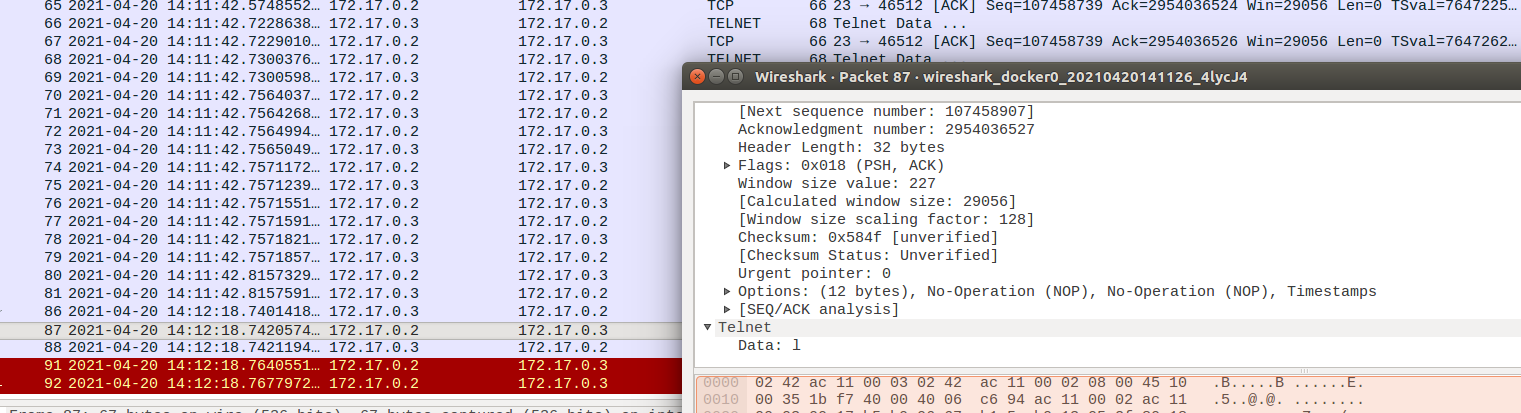 65 2021-04-20 14:11:42.5748552… 172.17.0.2 172.17.0.3 TCP 66 23 → 46512 [ACK] Seq=107458739 Ack=2954036524 Win=29056 Len=0 TSval=7647225…
66 2021-04-20 14:11:42.7228638… 172.17.0.3 172.17.0.2 TELNET 68 Telnet Data ...
67 2021-04-20 14:11:42.7229010… 172.17.0.2 172.17.0.3 TCP 66 23 → 46512 [ACK] Seq=107458739 Ack=2954036526 Win=29056 Len=0 TSval=7647262…
68 2021-04-20 14:11:42.7300376… 172.17.0.2 172.17.0.3 TELNET 68 Telnet Data ...
69 2021-04-20 14:11:42.7300598… 172.17.0.3 172.17.0.2
70 2021-04-20 14:11:42.7564037… 172.17.0.2 172.17.0.3
71 2021-04-20 14:11:42.7564268… 172.17.0.3 172.17.0.2
72 2021-04-20 14:11:42.7564994… 172.17.0.2 172.17.0.3
73 2021-04-20 14:11:42.7565049… 172.17.0.3 172.17.0.2
74 2021-04-20 14:11:42.7571172… 172.17.0.2 172.17.0.3
75 2021-04-20 14:11:42.7571239… 172.17.0.3 172.17.0.2
76 2021-04-20 14:11:42.7571551… 172.17.0.2 172.17.0.3
77 2021-04-20 14:11:42.7571591… 172.17.0.3 172.17.0.2
78 2021-04-20 14:11:42.7571821… 172.17.0.2 172.17.0.3
79 2021-04-20 14:11:42.7571857… 172.17.0.3 172.17.0.2
80 2021-04-20 14:11:42.8157329… 172.17.0.2 172.17.0.3
81 2021-04-20 14:11:42.8157591… 172.17.0.3 172.17.0.2
86 2021-04-20 14:12:18.7401418… 172.17.0.3 172.17.0.2
87 2021-04-20 14:12:18.7420574… 172.17.0.2 172.17.0.3
88 2021-04-20 14:12:18.7421194… 172.17.0.3 172.17.0.2
91 2021-04-20 14:12:18.7640551… 172.17.0.2 172.17.0.3
92 2021-04-20 14:12:18.7677972… 172.17.0.2 172.17.0.3
Wireshark · Packet 87 · wireshark_docker0_20210420141126_4lycJ4
[Next sequence number: 107458907]
Acknowledgment number: 2954036527
Header Length: 32 bytes
Flags: 0x018 (PSH, ACK)
Window size value: 227
[Calculated window size: 29056]
[Window size scaling factor: 128]
Checksum: 0x584f [unverified]
[Checksum Status: Unverified]
Urgent pointer: 0
Options: (12 bytes), No-Operation (NOP), No-Operation (NOP), Timestamps
[SEQ/ACK analysis]
Telnet
Data: l
0000 02 42 ac 11 00 03 02 42 ac 11 00 02 08 00 45 10 .B.....B ......E.
0010 00 35 1b f7 40 00 40 06 c6 94 ac 11 00 02 ac 11 .5..@.@. ........